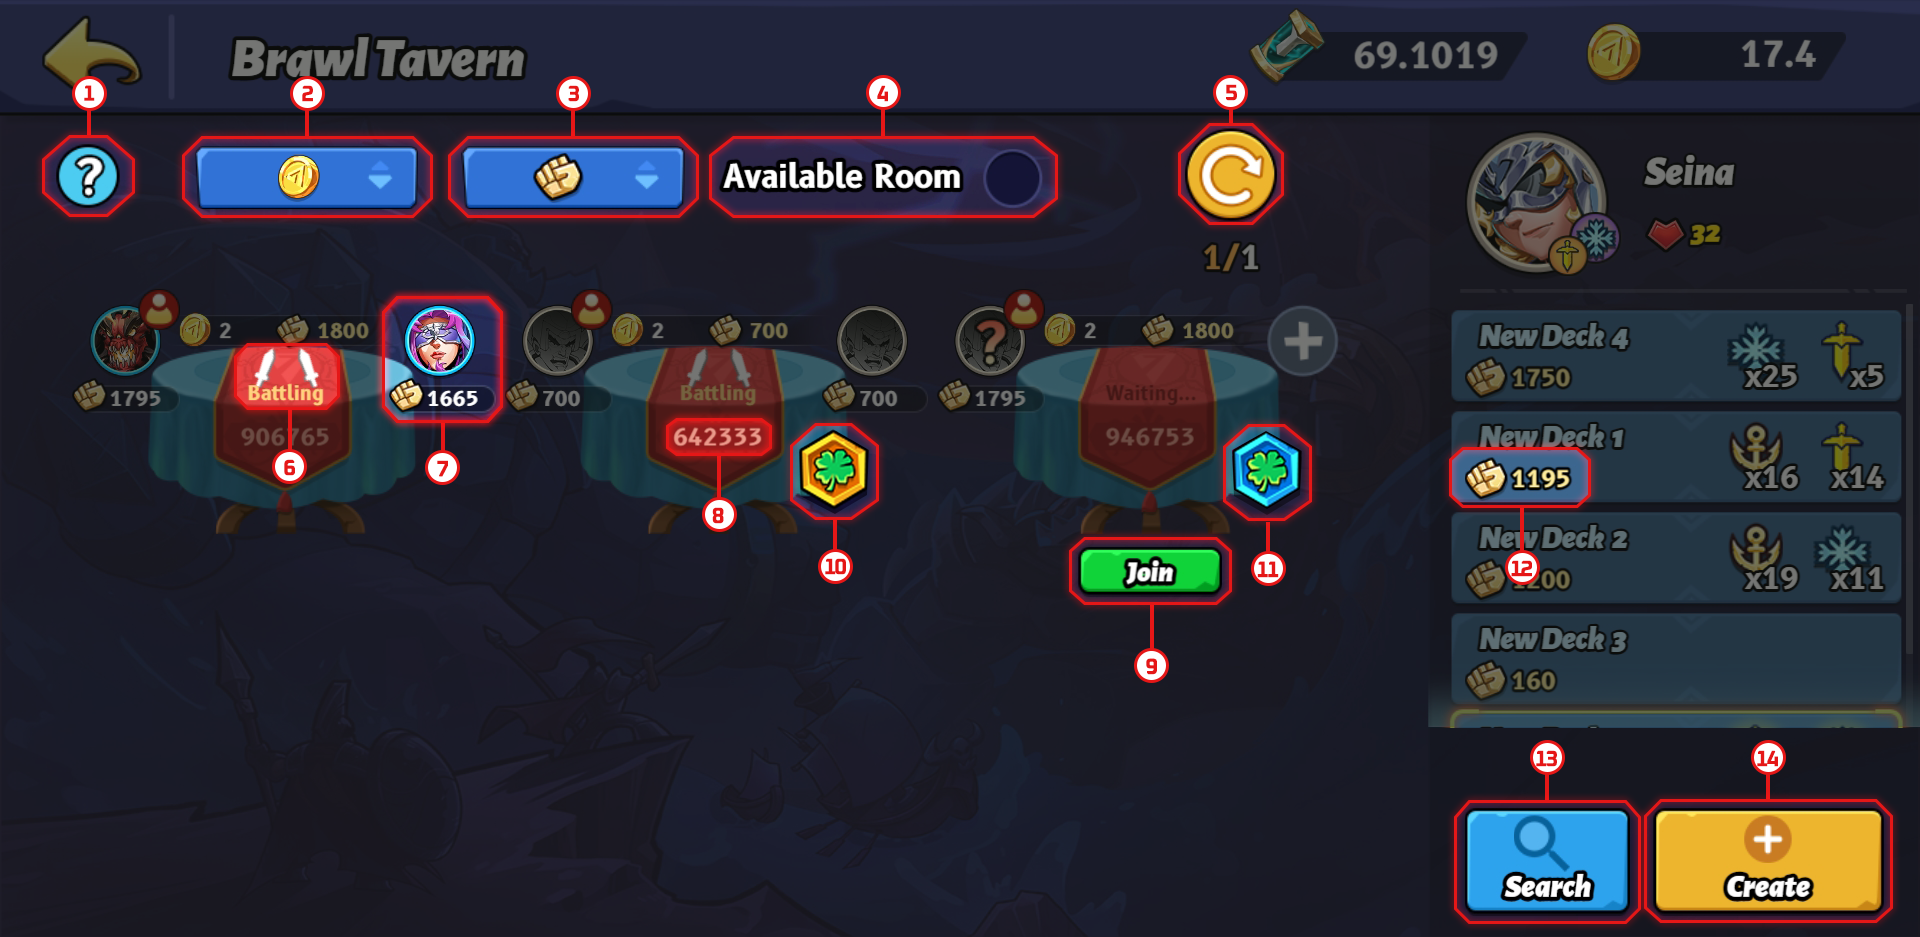 Brawl Tavern
69.1019
17.4
1
2
3
4
5
?
Available Room
1/1
Seina
32
2
1800
2
700
2
1800
?
Battling
Battling
Waiting...
1795
1665
700
700
1795
906765
642333
946753
6
7
8
10
11
Join
9
New Deck 4
1750
x25
x5
New Deck 1
1195
x16
x14
New Deck 2
1200
x19
x11
12
New Deck 3
160
13
14
Search
Create